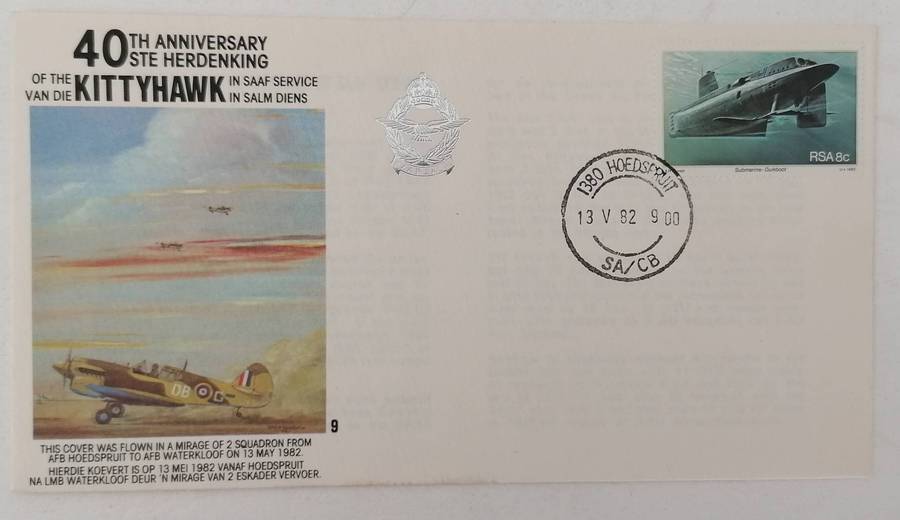 40TH ANNIVERSARY
STE HERDENKING
OF THE KITTYHAWK IN SAAF SERVICE
VAN DIE IN SALM DIENS
DB G
9
THIS COVER WAS FLOWN IN A MIRAGE OF 2 SQUADRON FROM
AFB HOEDSPRUIT TO AFB WATERKLOOF ON 13 MAY 1982.
HIERDIE KOEVERT IS OP 13 MEI 1982 VANAF HOEDSPRUIT
NA LMB WATERKLOOF DEUR 'N MIRAGE VAN 2 ESKADER VERVOER.
RSA 8c
Submarine - Duikboot
1380 HOEDSPRUIT
13 V 82 9 00
SA/CB